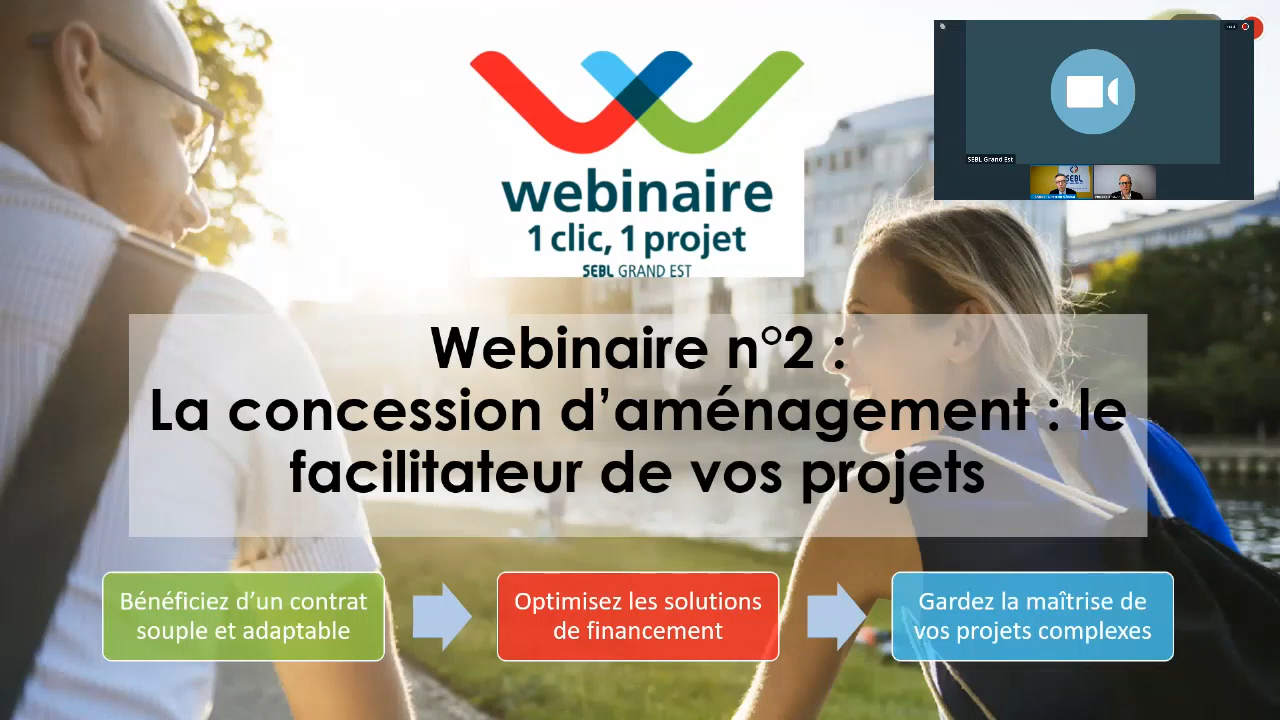 webinaire
1 clic, 1 projet
SEBL GRAND EST
SEBL Grand Est
SEBL
Webinaire n°2 :
La concession d’aménagement : le
facilitateur de vos projets
Bénéficiez d’un contrat
souple et adaptable
Optimisez les solutions
de financement
Gardez la maîtrise de
vos projets complexes